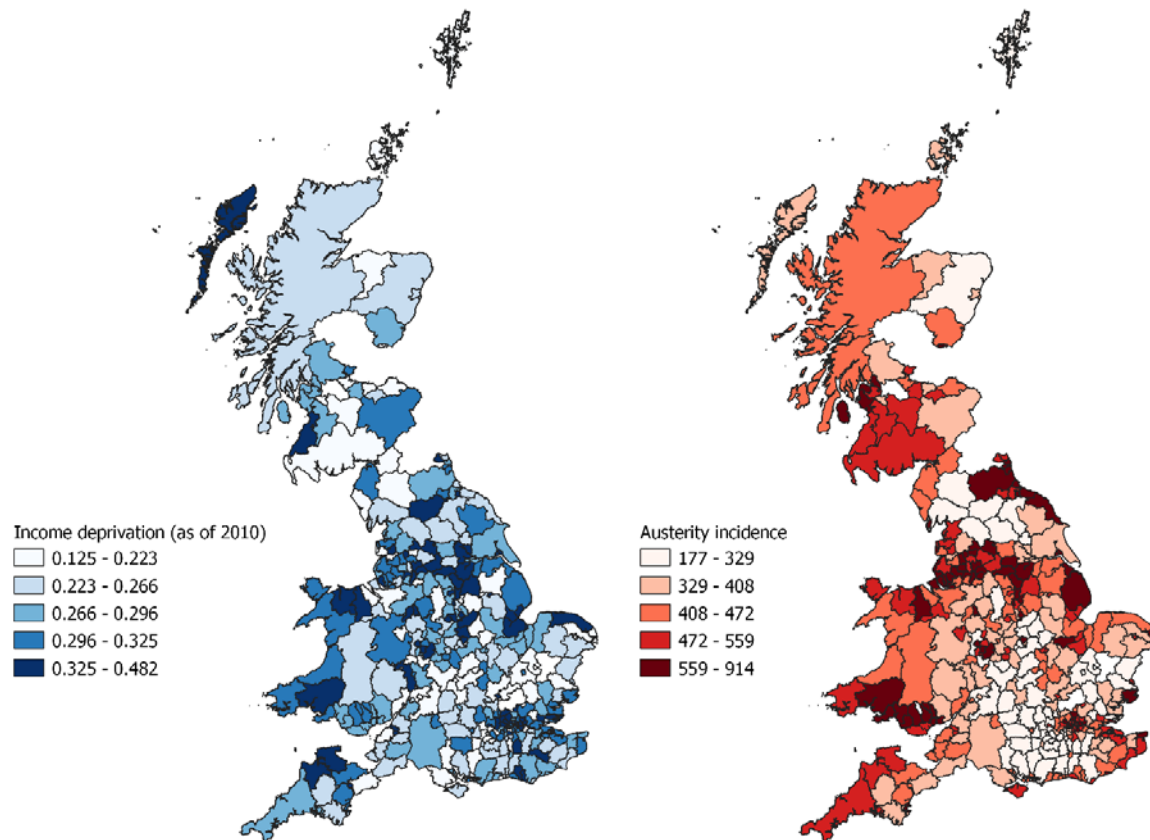 Income deprivation (as of 2010)
0.125 - 0.223
0.223 - 0.266
0.266 - 0.296
0.296 - 0.325
0.325 - 0.482
Austerity incidence
177 - 329
329 - 408
408 - 472
472 - 559
559 - 914